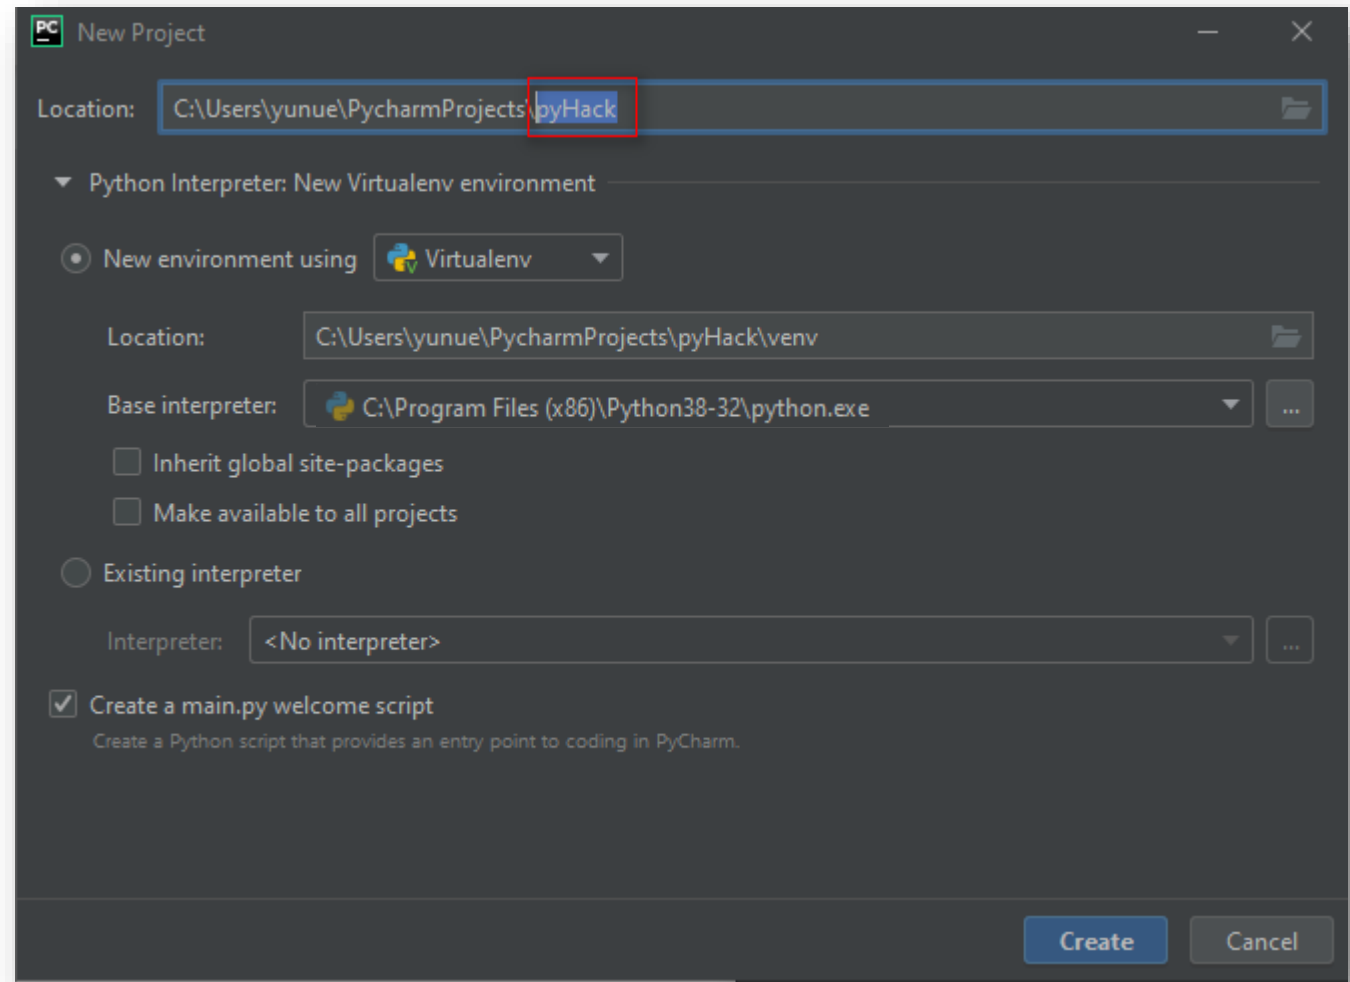 PC New Project
Location: C:\Users\yunue\PycharmProjects\pyHack
Python Interpreter: New Virtualenv environment
New environment using Virtualenv
Location: C:\Users\yunue\PycharmProjects\pyHack\venv
Base interpreter: C:\Program Files (x86)\Python38-32\python.exe ...
Inherit global site-packages
Make available to all projects
Existing interpreter
Interpreter: <No interpreter> ...
Create a main.py welcome script
Create a Python script that provides an entry point to coding in PyCharm.
Create Cancel